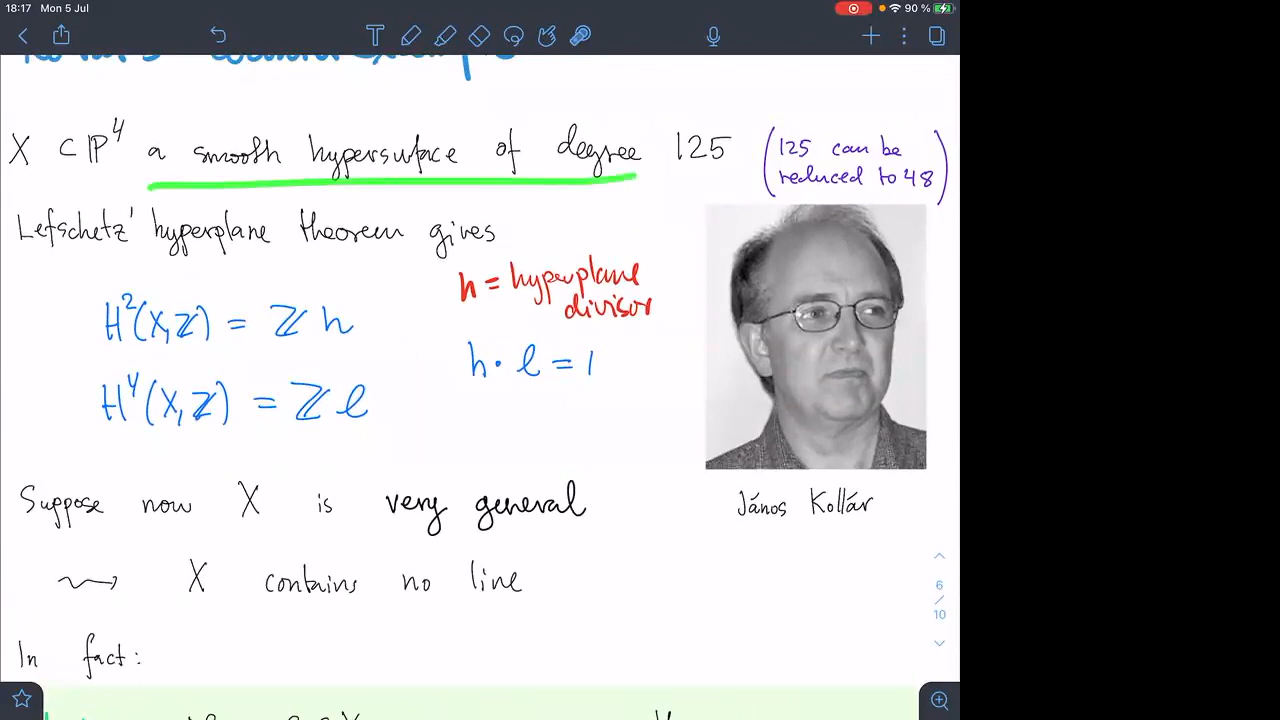 18:17 Mon 5 Jul
90 %
X ⊂ ℙ⁴ a smooth hypersurface of degree 125
(125 can be
reduced to 48)
Lefschetz' hyperplane theorem gives
h = hyperplane
divisor
H²(X,ℤ) = ℤ h
h · l = 1
H⁴(X,ℤ) = ℤ l
Suppose now X is very general
János Kollár
⇝ X contains no line
6
/
10
In fact: